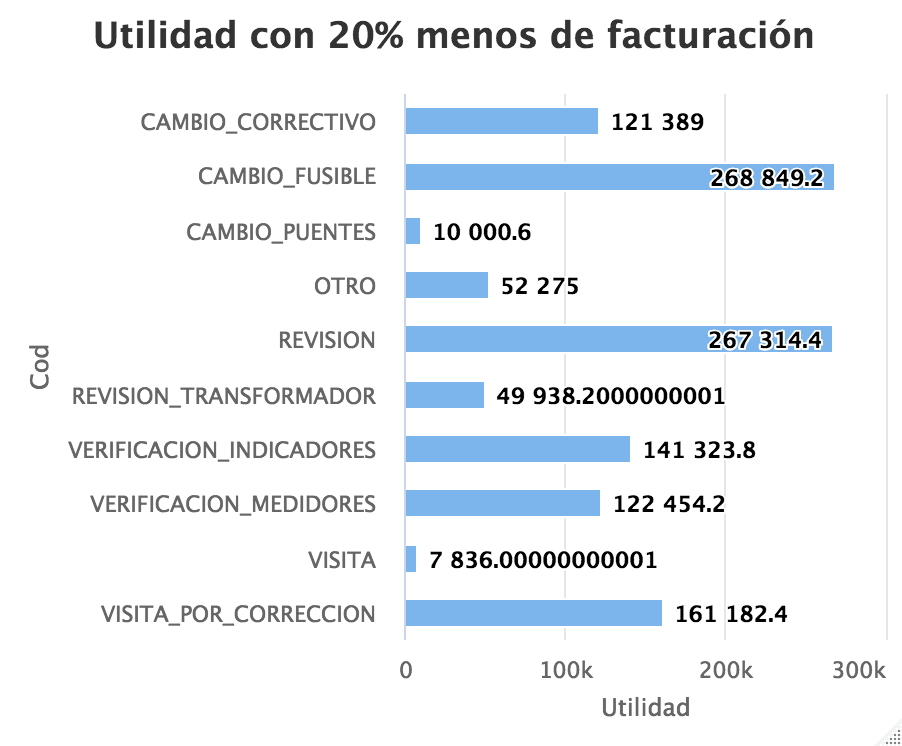 Utilidad con 20% menos de facturación
CAMBIO_CORRECTIVO 121 389
CAMBIO_FUSIBLE 268 849.2
CAMBIO_PUENTES 10 000.6
OTRO 52 275
REVISION 267 314.4
Cod
REVISION_TRANSFORMADOR 49 938.2000000001
VERIFICACION_INDICADORES 141 323.8
VERIFICACION_MEDIDORES 122 454.2
VISITA 7 836.00000000001
VISITA_POR_CORRECCION 161 182.4
0 100k 200k 300k
Utilidad